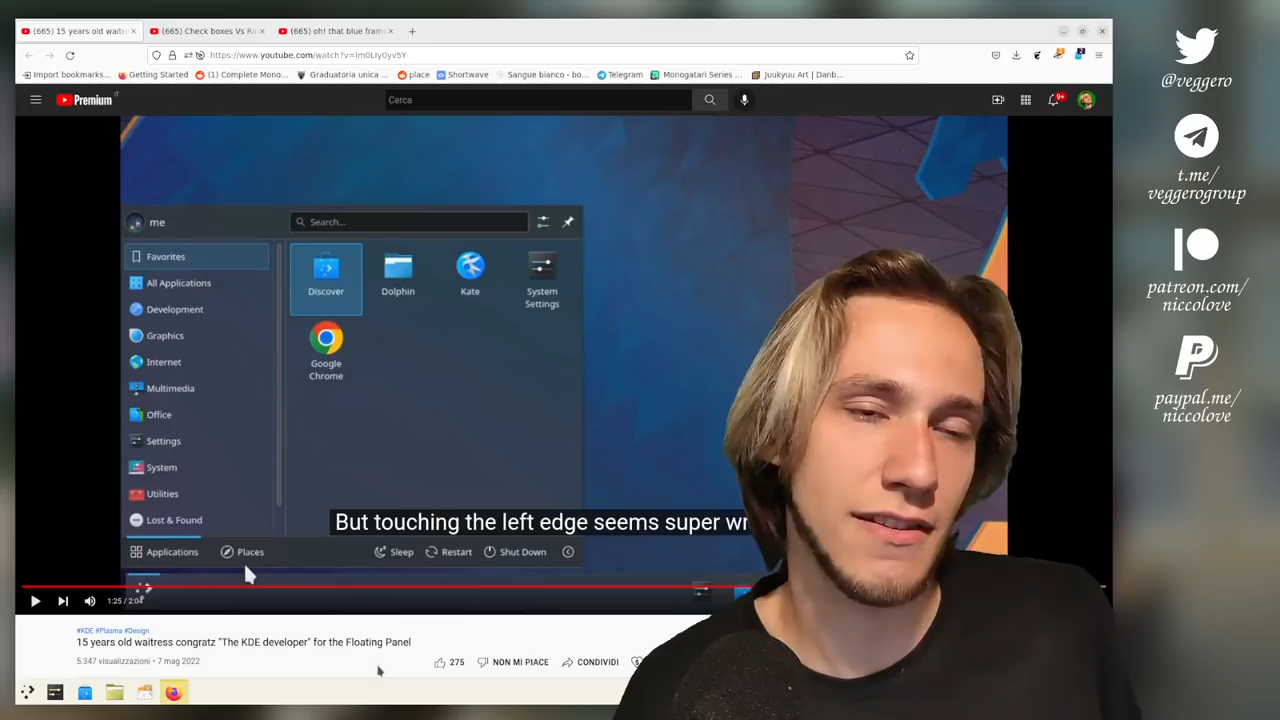 (665) 15 years old waitre
(665) Check boxes Vs Ra
(665) oh! that blue fram
https://www.youtube.com/watch?v=Im0LIy0yv5Y
Import bookmarks...
Getting Started
(1) Complete Mono...
Graduatoria unica ...
place
Shortwave
Sangue bianco - bo...
Telegram
Monogatari Series ...
Juukyuu Art | Danb...
Premium IT
Cerca
9+
me
Search...
Favorites
All Applications
Development
Graphics
Internet
Multimedia
Office
Settings
System
Utilities
Lost & Found
Discover
Dolphin
Kate
System
Settings
Google
Chrome
But touching the left edge seems super wr
Applications
Places
Sleep
Restart
Shut Down
1:25 / 2:04
#KDE #Plasma #Design
15 years old waitress congratz "The KDE developer" for the Floating Panel
5.347 visualizzazioni • 7 mag 2022
275
NON MI PIACE
CONDIVIDI
@veggero
t.me/
veggerogroup
patreon.com/
niccolove
paypal.me/
niccolove